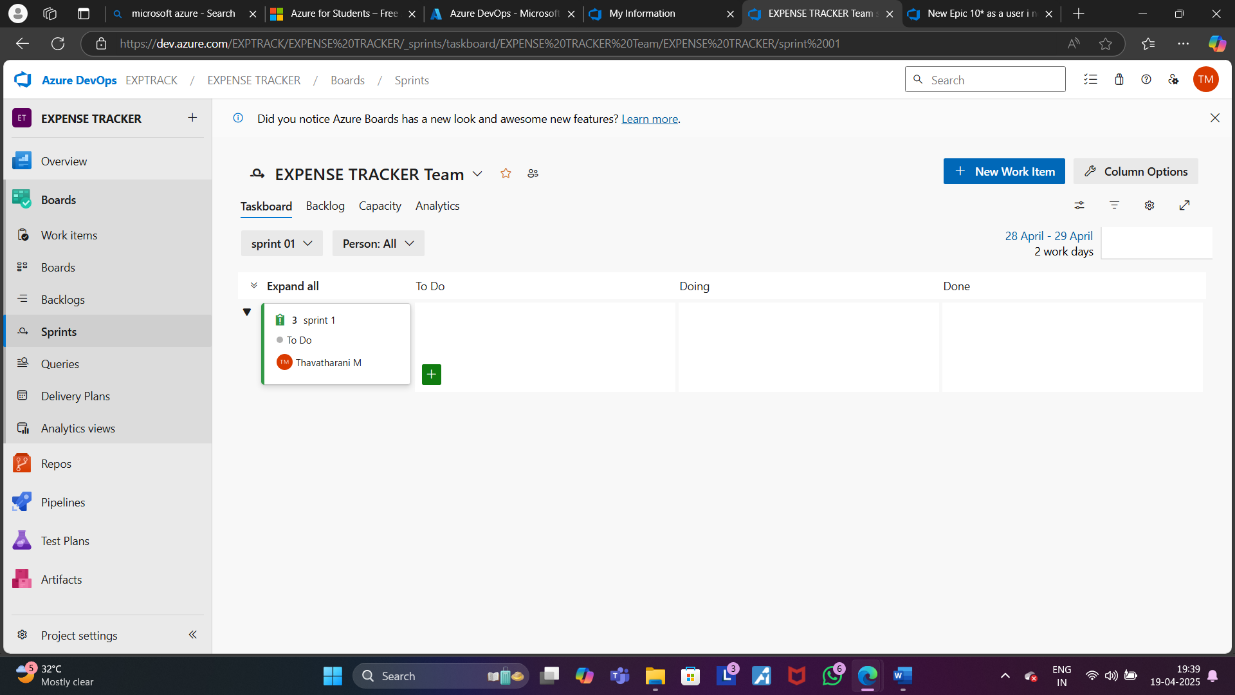 microsoft azure - Search
Azure for Students – Free
Azure DevOps - Microsoft
My Information
EXPENSE TRACKER Team
New Epic 10* as a user i n
https://dev.azure.com/EXPTRACK/EXPENSE%20TRACKER/_sprints/taskboard/EXPENSE%20TRACKER%20Team/EXPENSE%20TRACKER/sprint%2001
Azure DevOps EXPTRACK / EXPENSE TRACKER / Boards / Sprints
Search
TM
ET EXPENSE TRACKER
Did you notice Azure Boards has a new look and awesome new features? Learn more.
Overview
Boards
Work items
Boards
Backlogs
Sprints
Queries
Delivery Plans
Analytics views
Repos
Pipelines
Test Plans
Artifacts
Project settings
EXPENSE TRACKER Team
New Work Item
Column Options
Taskboard Backlog Capacity Analytics
sprint 01
Person: All
28 April - 29 April
2 work days
Expand all To Do Doing Done
3 sprint 1
To Do
TM Thavatharani M
5
32°C
Mostly clear
Search
L
3
6
W
ENG
IN
19:39
19-04-2025